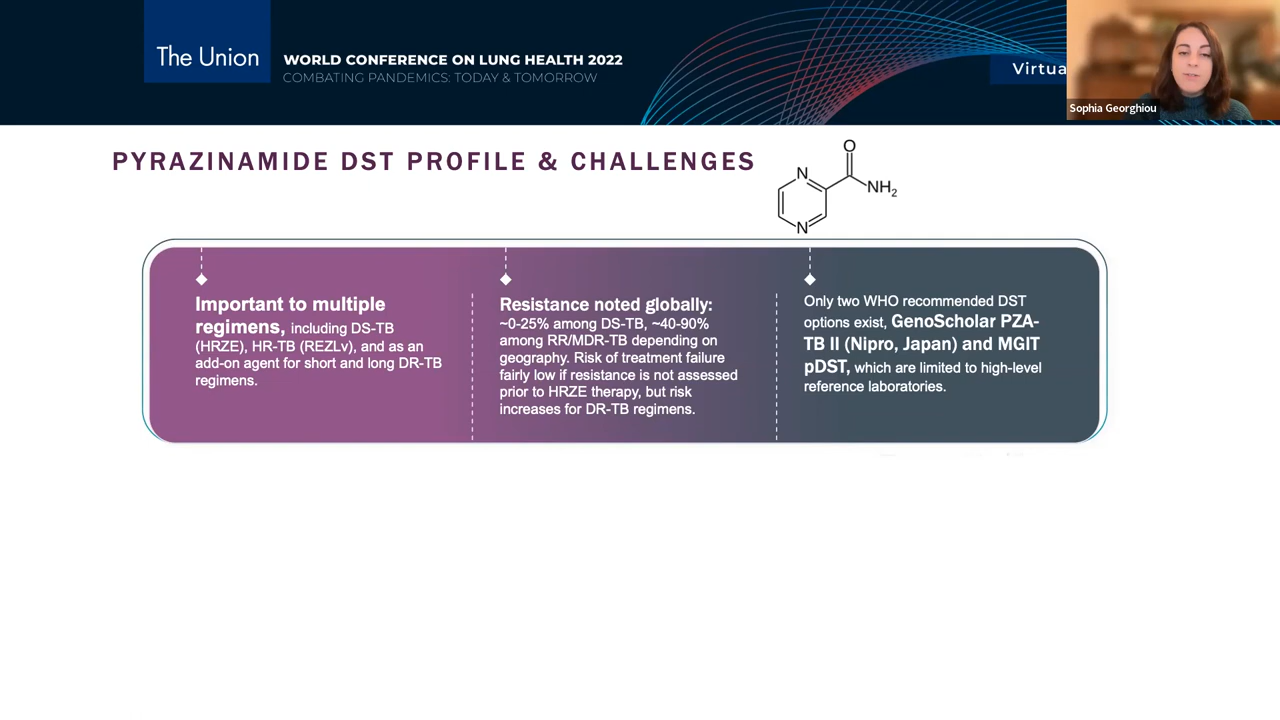 The Union
WORLD CONFERENCE ON LUNG HEALTH 2022
COMBATING PANDEMICS: TODAY & TOMORROW
Virtua
Sophia Georghiou
PYRAZINAMIDE DST PROFILE & CHALLENGES
O
N
NH2
N
Important to multiple
regimens, including DS-TB
(HRZE), HR-TB (REZLv), and as an
add-on agent for short and long DR-TB
regimens.
Resistance noted globally:
~0-25% among DS-TB, ~40-90%
among RR/MDR-TB depending on
geography. Risk of treatment failure
fairly low if resistance is not assessed
prior to HRZE therapy, but risk
increases for DR-TB regimens.
Only two WHO recommended DST
options exist, GenoScholar PZA-
TB II (Nipro, Japan) and MGIT
pDST, which are limited to high-level
reference laboratories.